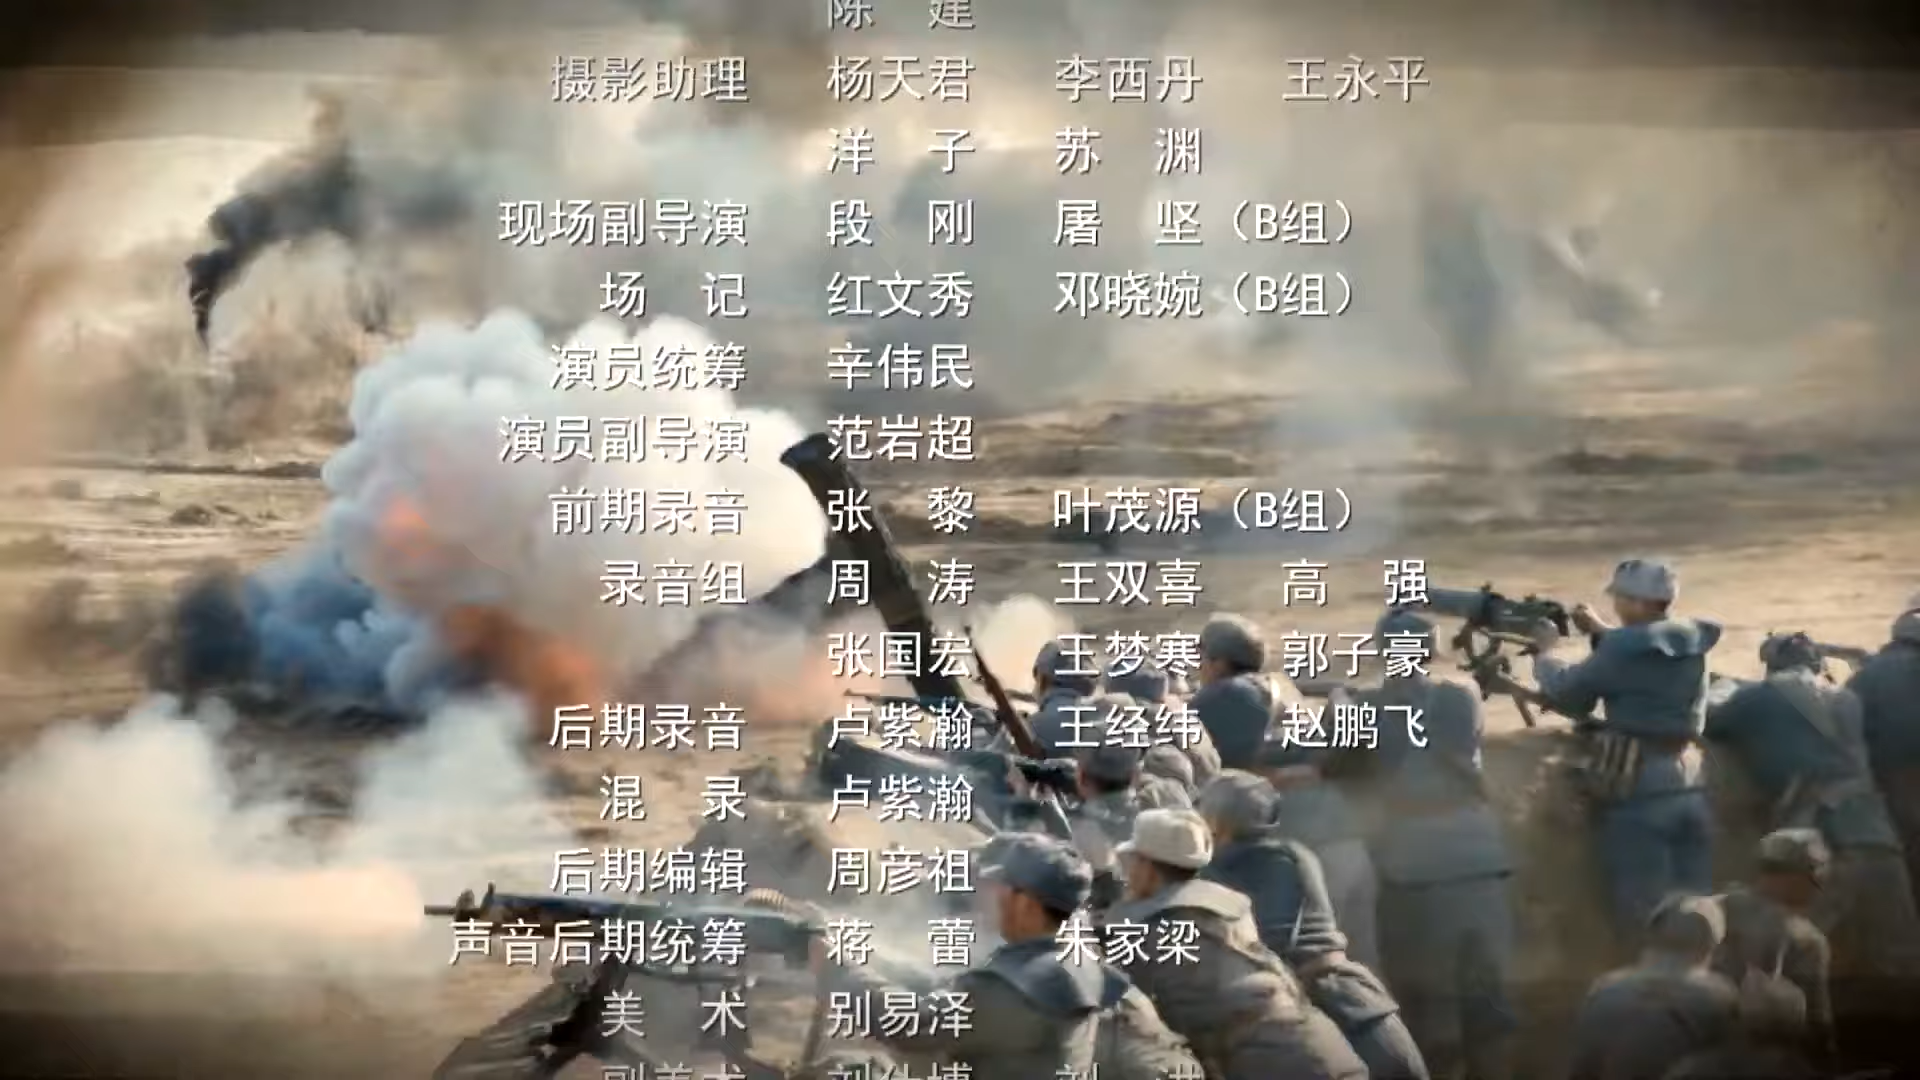 陈　建
摄影助理　杨天君　李西丹　王永平
洋　子　苏　渊
现场副导演　段　刚　屠　坚（B组）
场　记　红文秀　邓晓婉（B组）
演员统筹　辛伟民
演员副导演　范岩超
前期录音　张　黎　叶茂源（B组）
录音组　周　涛　王双喜　高　强
张国宏　王梦寒　郭子豪
后期录音　卢紫瀚　王经纬　赵鹏飞
混　录　卢紫瀚
后期编辑　周彦祖
声音后期统筹　蒋　蕾　朱家梁
美　术　别易泽
副美术